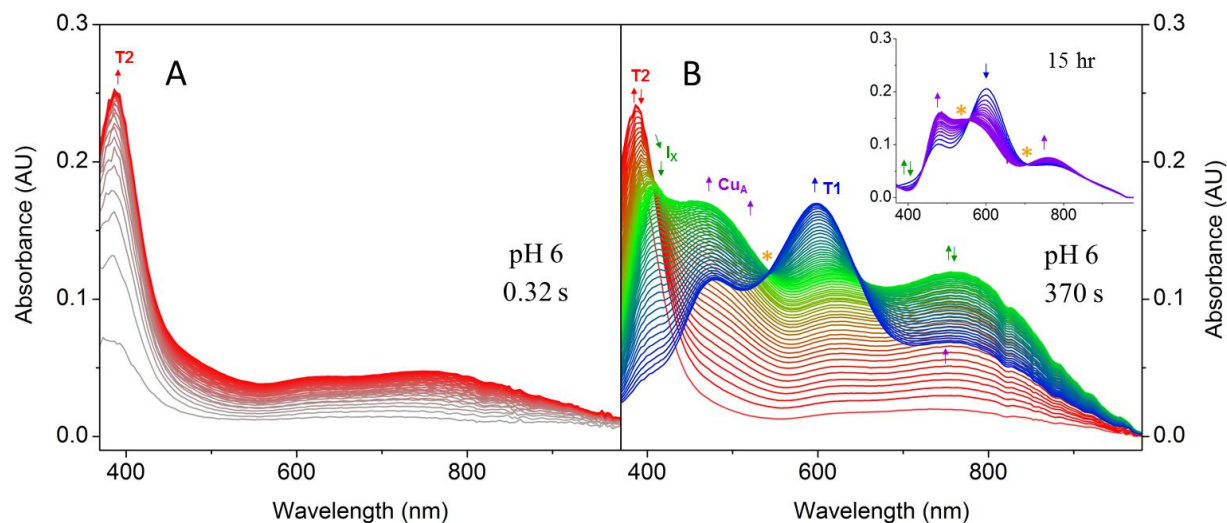 0.3
0.2
0.1
0.0
Absorbance (AU)
T2
A
pH 6
0.32 s
400
600
800
Wavelength (nm)
T2
B
Iₓ
Cu_A
T1
*
pH 6
370 s
400
600
800
Wavelength (nm)
0.3
0.2
0.1
0.0
Absorbance (AU)
0.3
0.2
0.1
0.0
15 hr
*
*
400
600
800